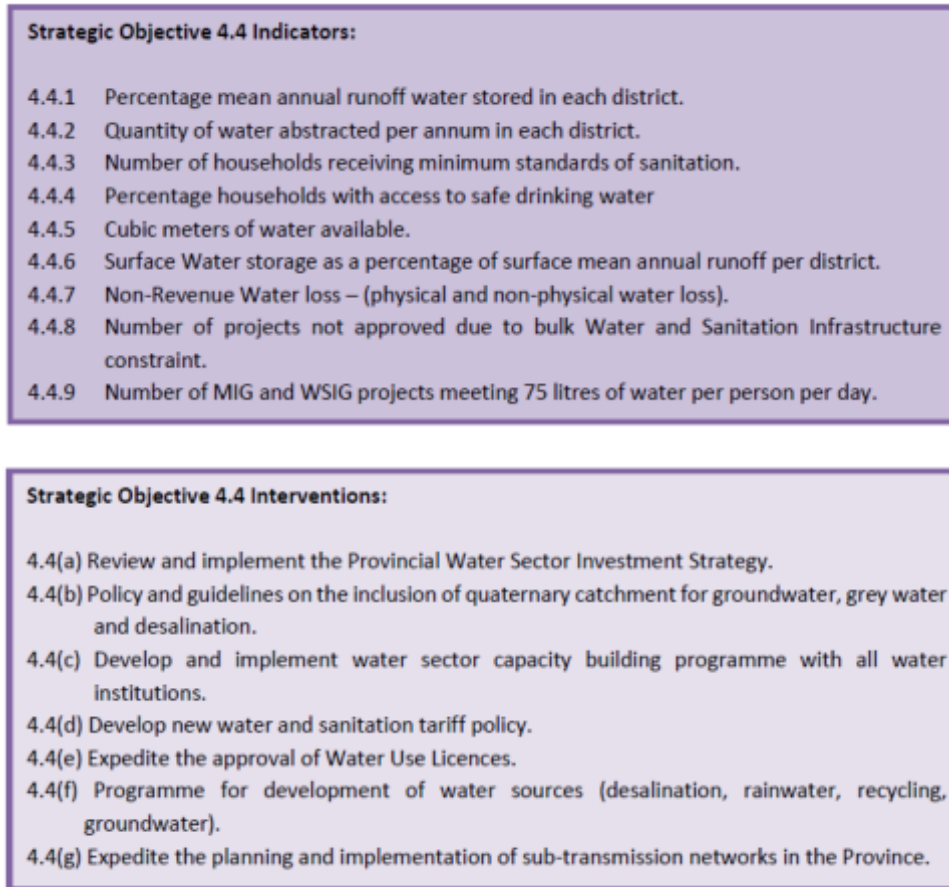 Strategic Objective 4.4 Indicators:
4.4.1 Percentage mean annual runoff water stored in each district.
4.4.2 Quantity of water abstracted per annum in each district.
4.4.3 Number of households receiving minimum standards of sanitation.
4.4.4 Percentage households with access to safe drinking water
4.4.5 Cubic meters of water available.
4.4.6 Surface Water storage as a percentage of surface mean annual runoff per district.
4.4.7 Non-Revenue Water loss – (physical and non-physical water loss).
4.4.8 Number of projects not approved due to bulk Water and Sanitation Infrastructure
constraint.
4.4.9 Number of MIG and WSIG projects meeting 75 litres of water per person per day.
Strategic Objective 4.4 Interventions:
4.4(a) Review and implement the Provincial Water Sector Investment Strategy.
4.4(b) Policy and guidelines on the inclusion of quaternary catchment for groundwater, grey water
and desalination.
4.4(c) Develop and implement water sector capacity building programme with all water
institutions.
4.4(d) Develop new water and sanitation tariff policy.
4.4(e) Expedite the approval of Water Use Licences.
4.4(f) Programme for development of water sources (desalination, rainwater, recycling,
groundwater).
4.4(g) Expedite the planning and implementation of sub-transmission networks in the Province.